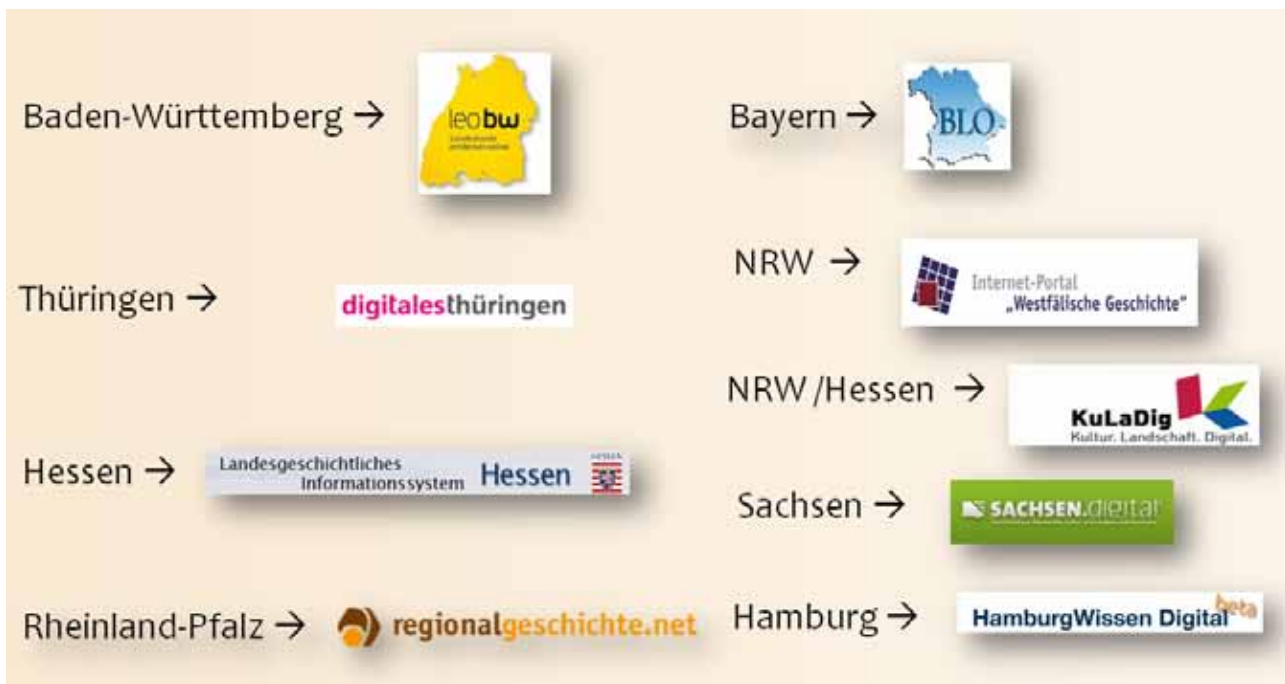 Baden-Württemberg →
leobw
Bayern →
BLO
Thüringen →
digitalesthüringen
NRW →
Internet-Portal
„Westfälische Geschichte“
NRW/Hessen →
KuLaDig
Kultur. Landschaft. Digital.
Hessen →
Landesgeschichtliches
Informationssystem Hessen
Sachsen →
SACHSEN.digital
Rheinland-Pfalz →
regionalgeschichte.net
Hamburg →
HamburgWissen Digital beta